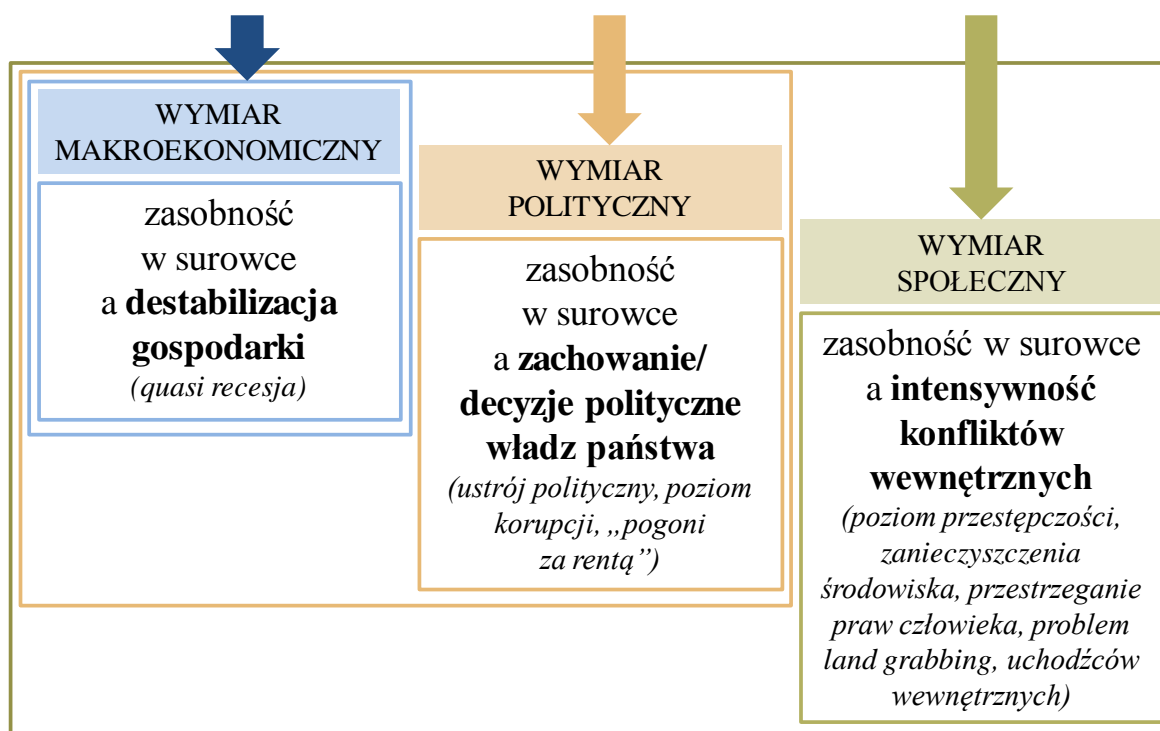 WYMIAR
MAKROEKONOMICZNY
zasobność
w surowce
a destabilizacja
gospodarki
(quasi recesja)
WYMIAR
POLITYCZNY
zasobność
w surowce
a zachowanie/
decyzje polityczne
władz państwa
(ustrój polityczny, poziom
korupcji, „pogoni
za rentą”)
WYMIAR
SPOŁECZNY
zasobność w surowce
a intensywność
konfliktów
wewnętrznych
(poziom przestępczości,
zanieczyszczenia
środowiska, przestrzeganie
praw człowieka, problem
land grabbing, uchodźców
wewnętrznych)